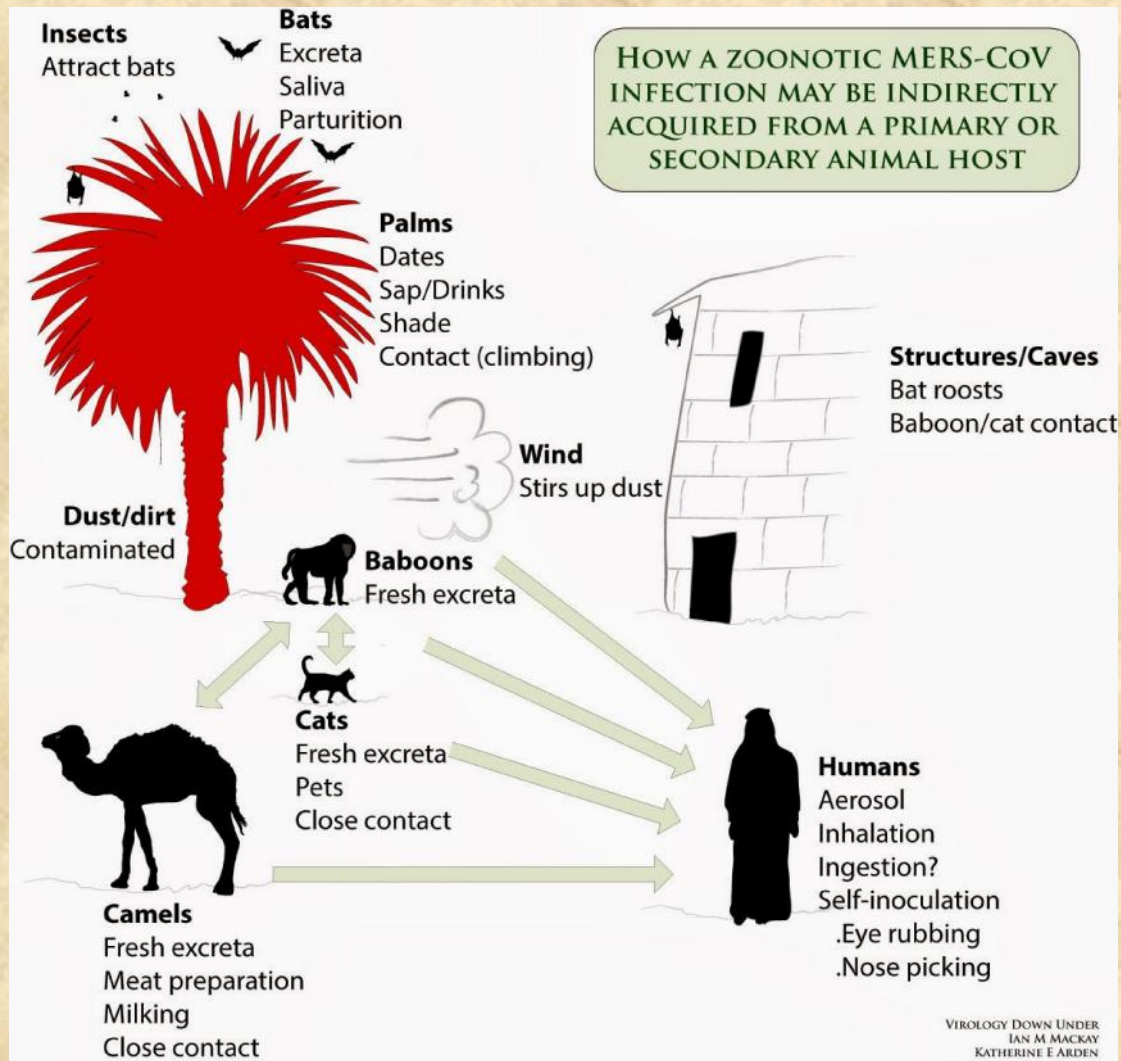 Insects
Attract bats
Bats
Excreta
Saliva
Parturition
HOW A ZOONOTIC MERS-COV
INFECTION MAY BE INDIRECTLY
ACQUIRED FROM A PRIMARY OR
SECONDARY ANIMAL HOST
Palms
Dates
Sap/Drinks
Shade
Contact (climbing)
Structures/Caves
Bat roosts
Baboon/cat contact
Wind
Stirs up dust
Dust/dirt
Contaminated
Baboons
Fresh excreta
Cats
Fresh excreta
Pets
Close contact
Camels
Fresh excreta
Meat preparation
Milking
Close contact
Humans
Aerosol
Inhalation
Ingestion?
Self-inoculation
.Eye rubbing
.Nose picking
VIROLOGY DOWN UNDER
IAN M MACKAY
KATHERINE E ARDEN